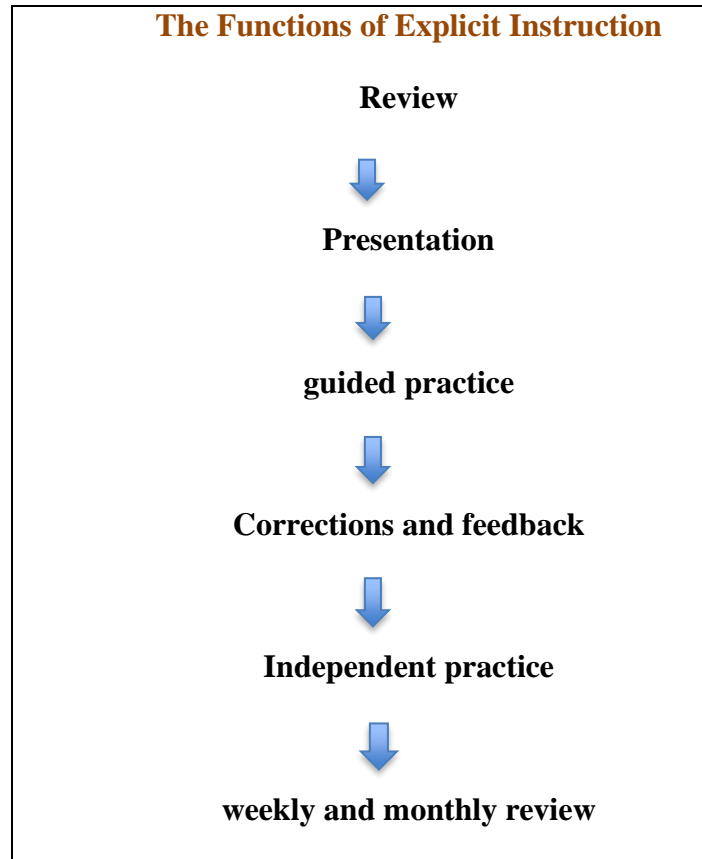 The Functions of Explicit Instruction
Review
Presentation
guided practice
Corrections and feedback
Independent practice
weekly and monthly review